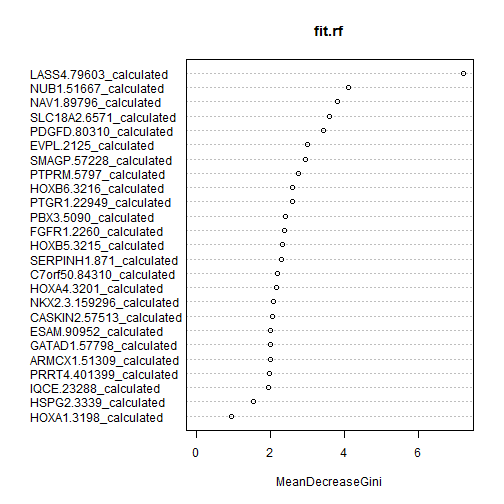 fit.rf
LASS4.79603_calculated
NUB1.51667_calculated
NAV1.89796_calculated
SLC18A2.6571_calculated
PDGFD.80310_calculated
EVPL.2125_calculated
SMAGP.57228_calculated
PTPRM.5797_calculated
HOXB6.3216_calculated
PTGR1.22949_calculated
PBX3.5090_calculated
FGFR1.2260_calculated
HOXB5.3215_calculated
SERPINH1.871_calculated
C7orf50.84310_calculated
HOXA4.3201_calculated
NKX2.3.159296_calculated
CASKIN2.57513_calculated
ESAM.90952_calculated
GATAD1.57798_calculated
ARMCX1.51309_calculated
PRRT4.401399_calculated
IQCE.23288_calculated
HSPG2.3339_calculated
HOXA1.3198_calculated
0 2 4 6
MeanDecreaseGini